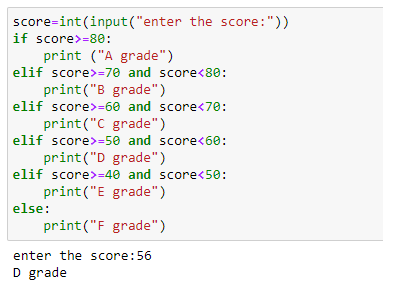 score=int(input("enter the score:"))
if score>=80:
    print ("A grade")
elif score>=70 and score<80:
    print("B grade")
elif score>=60 and score<70:
    print("C grade")
elif score>=50 and score<60:
    print("D grade")
elif score>=40 and score<50:
    print("E grade")
else:
    print("F grade")
enter the score:56
D grade